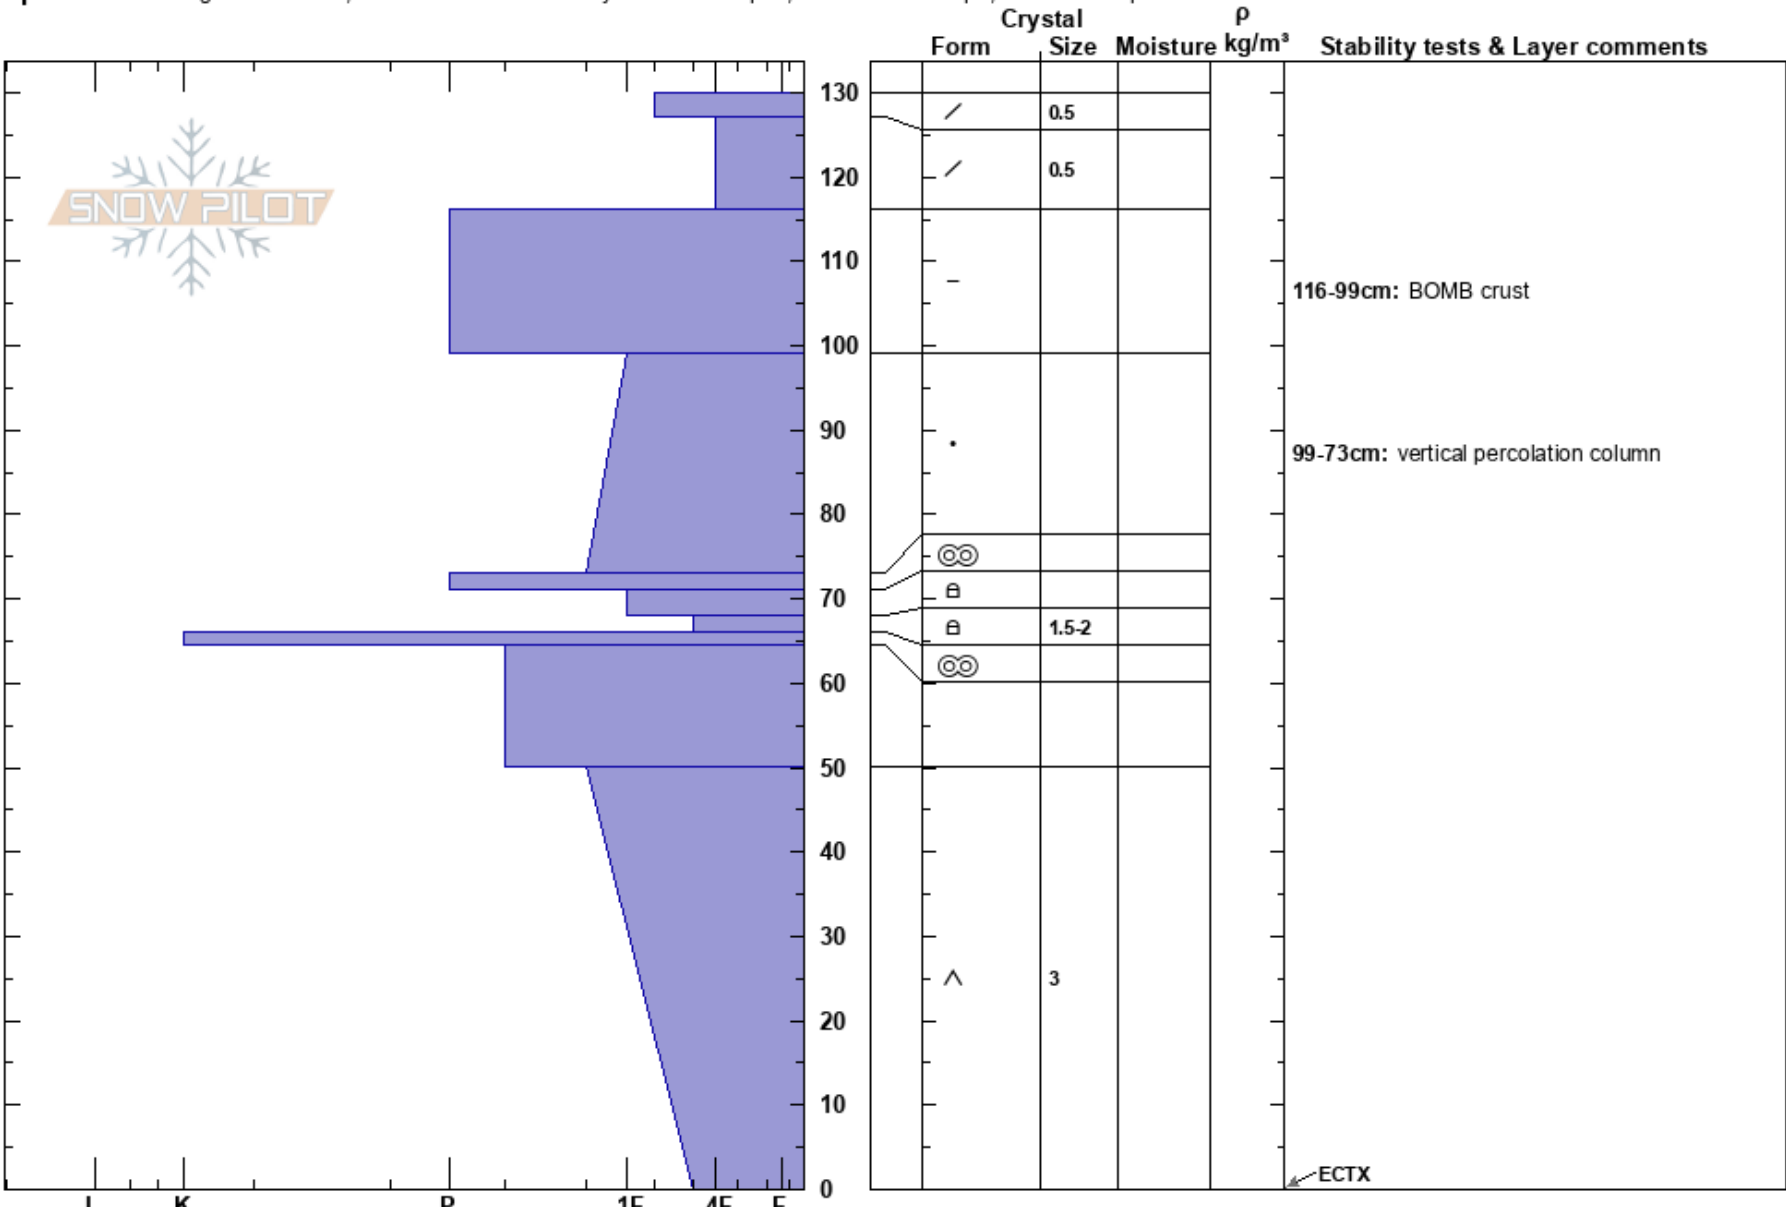 Crystal
ρ
Form Size Moisture kg/m³ Stability tests & Layer comments
130
0.5
120
0.5
SNOW PILOT
110
116-99cm: BOMB crust
100
90
99-73cm: vertical percolation column
80
70
1.5-2
60
50
40
30
3
20
10
ECTX
0
I K P 1F 4F F